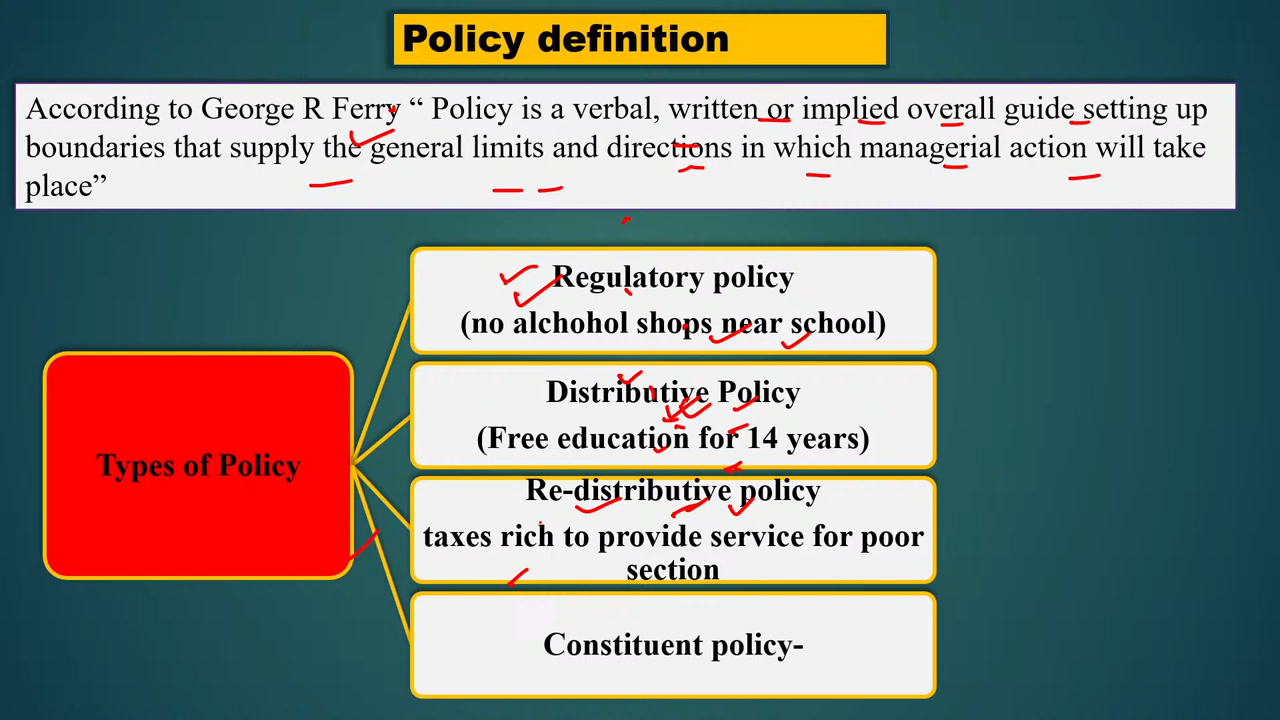 Policy definition
According to George R Ferry “ Policy is a verbal, written or implied overall guide setting up
boundaries that supply the general limits and directions in which managerial action will take
place”
Regulatory policy
(no alchohol shops near school)
Distributive Policy
(Free education for 14 years)
Re-distributive policy
taxes rich to provide service for poor
section
Types of Policy
Constituent policy-